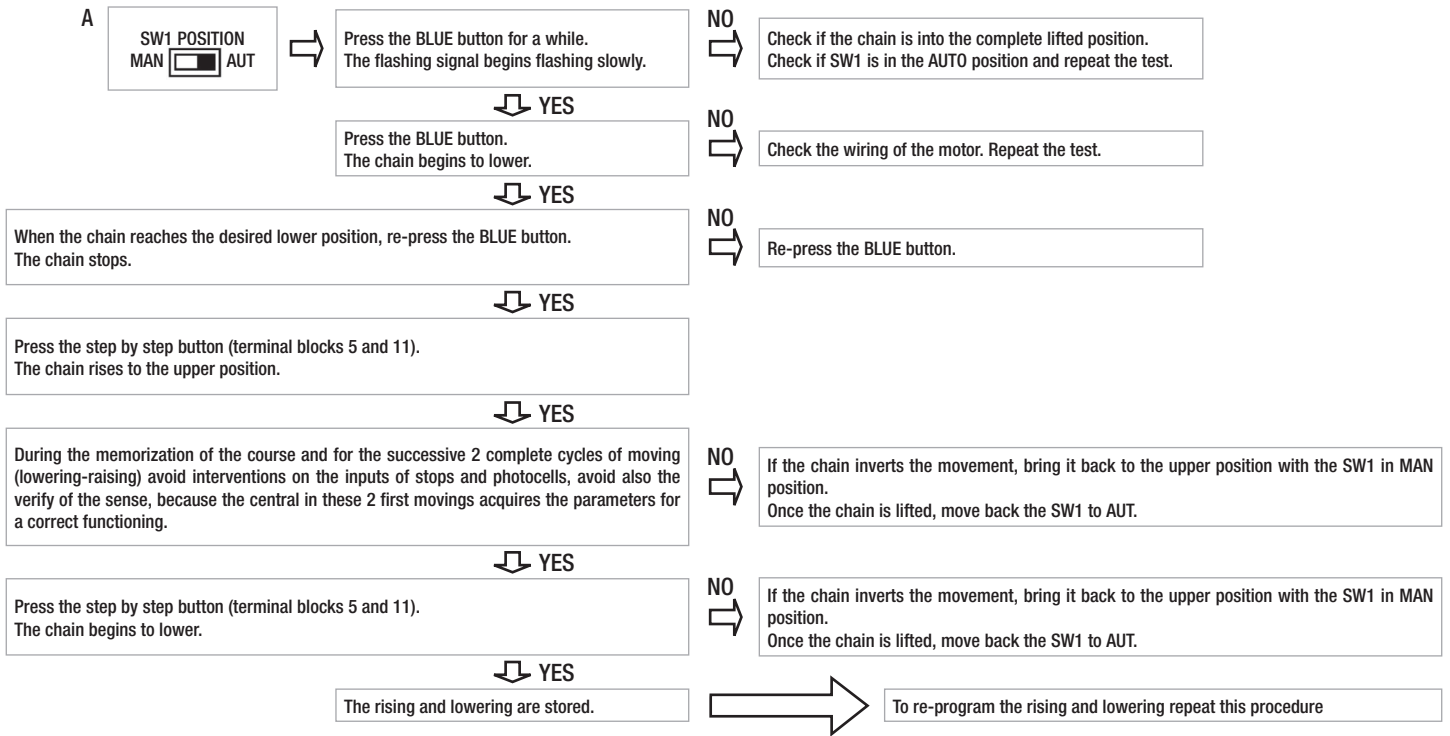 A
SW1 POSITION
MAN AUT
Press the BLUE button for a while.
The flashing signal begins flashing slowly.
NO
Check if the chain is into the complete lifted position.
Check if SW1 is in the AUTO position and repeat the test.
YES
Press the BLUE button.
The chain begins to lower.
NO
Check the wiring of the motor. Repeat the test.
YES
When the chain reaches the desired lower position, re-press the BLUE button.
The chain stops.
NO
Re-press the BLUE button.
YES
Press the step by step button (terminal blocks 5 and 11).
The chain rises to the upper position.
YES
During the memorization of the course and for the successive 2 complete cycles of moving
(lowering-raising) avoid interventions on the inputs of stops and photocells, avoid also the
verify of the sense, because the central in these 2 first movings acquires the parameters for
a correct functioning.
NO
If the chain inverts the movement, bring it back to the upper position with the SW1 in MAN
position.
Once the chain is lifted, move back the SW1 to AUT.
YES
Press the step by step button (terminal blocks 5 and 11).
The chain begins to lower.
NO
If the chain inverts the movement, bring it back to the upper position with the SW1 in MAN
position.
Once the chain is lifted, move back the SW1 to AUT.
YES
The rising and lowering are stored.
To re-program the rising and lowering repeat this procedure